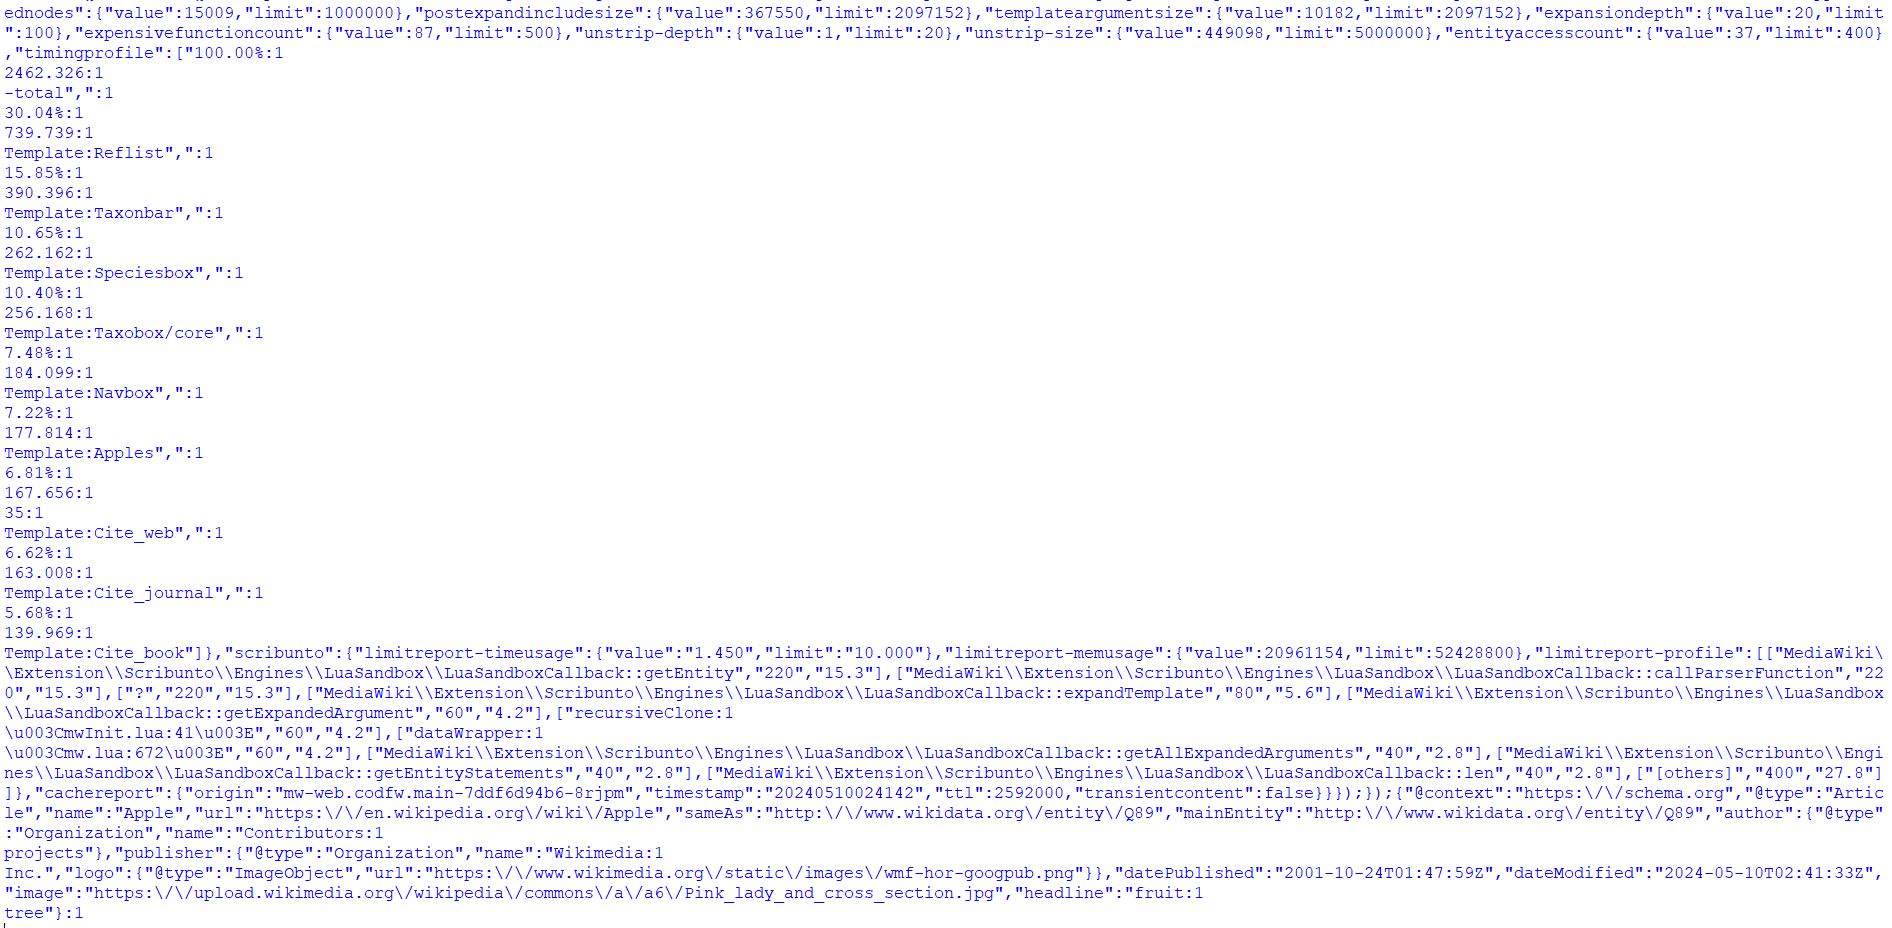 ednodes":{"value":15009,"limit":1000000},"postexpandincludesize":{"value":367550,"limit":2097152},"templateargumentsize":{"value":10182,"limit":2097152},"expansiondepth":{"value":20,"limit
":100},"expensivefunctioncount":{"value":87,"limit":500},"unstrip-depth":{"value":1,"limit":20},"unstrip-size":{"value":449098,"limit":5000000},"entityaccesscount":{"value":37,"limit":400}
,"timingprofile":["100.00%:1
2462.326:1
-total",":1
30.04%:1
739.739:1
Template:Reflist",":1
15.85%:1
390.396:1
Template:Taxonbar",":1
10.65%:1
262.162:1
Template:Speciesbox",":1
10.40%:1
256.168:1
Template:Taxobox/core",":1
7.48%:1
184.099:1
Template:Navbox",":1
7.22%:1
177.814:1
Template:Apples",":1
6.81%:1
167.656:1
35:1
Template:Cite_web",":1
6.62%:1
163.008:1
Template:Cite_journal",":1
5.68%:1
139.969:1
Template:Cite_book"]},"scribunto":{"limitreport-timeusage":{"value":"1.450","limit":"10.000"},"limitreport-memusage":{"value":20961154,"limit":52428800},"limitreport-profile":[["MediaWiki\
\Extension\\Scribunto\\Engines\\LuaSandbox\\LuaSandboxCallback::getEntity","220","15.3"],["MediaWiki\\Extension\\Scribunto\\Engines\\LuaSandbox\\LuaSandboxCallback::callParserFunction","22
0","15.3"],["?","220","15.3"],["MediaWiki\\Extension\\Scribunto\\Engines\\LuaSandbox\\LuaSandboxCallback::expandTemplate","80","5.6"],["MediaWiki\\Extension\\Scribunto\\Engines\\LuaSandbox
\\LuaSandboxCallback::getExpandedArgument","60","4.2"],["recursiveClone:1
\u003CmwInit.lua:41\u003E","60","4.2"],["dataWrapper:1
\u003Cmw.lua:672\u003E","60","4.2"],["MediaWiki\\Extension\\Scribunto\\Engines\\LuaSandbox\\LuaSandboxCallback::getAllExpandedArguments","40","2.8"],["MediaWiki\\Extension\\Scribunto\\Engi
nes\\LuaSandbox\\LuaSandboxCallback::getEntityStatements","40","2.8"],["MediaWiki\\Extension\\Scribunto\\Engines\\LuaSandbox\\LuaSandboxCallback::len","40","2.8"],["[others]","400","27.8"]
]},"cachereport":{"origin":"mw-web.codfw.main-7ddf6d94b6-8rjpm","timestamp":"20240510024142","ttl":2592000,"transientcontent":false}}});});{"@context":"https:\/\/schema.org","@type":"Artic
le","name":"Apple","url":"https:\/\/en.wikipedia.org\/wiki\/Apple","sameAs":"http:\/\/www.wikidata.org\/entity\/Q89","mainEntity":"http:\/\/www.wikidata.org\/entity\/Q89","author":{"@type"
:"Organization","name":"Contributors:1
projects"},"publisher":{"@type":"Organization","name":"Wikimedia:1
Inc.","logo":{"@type":"ImageObject","url":"https:\/\/www.wikimedia.org\/static\/images\/wmf-hor-googpub.png"}},"datePublished":"2001-10-24T01:47:59Z","dateModified":"2024-05-10T02:41:33Z",
"image":"https:\/\/upload.wikimedia.org\/wikipedia\/commons\/a\/a6\/Pink_lady_and_cross_section.jpg","headline":"fruit:1
tree"}:1